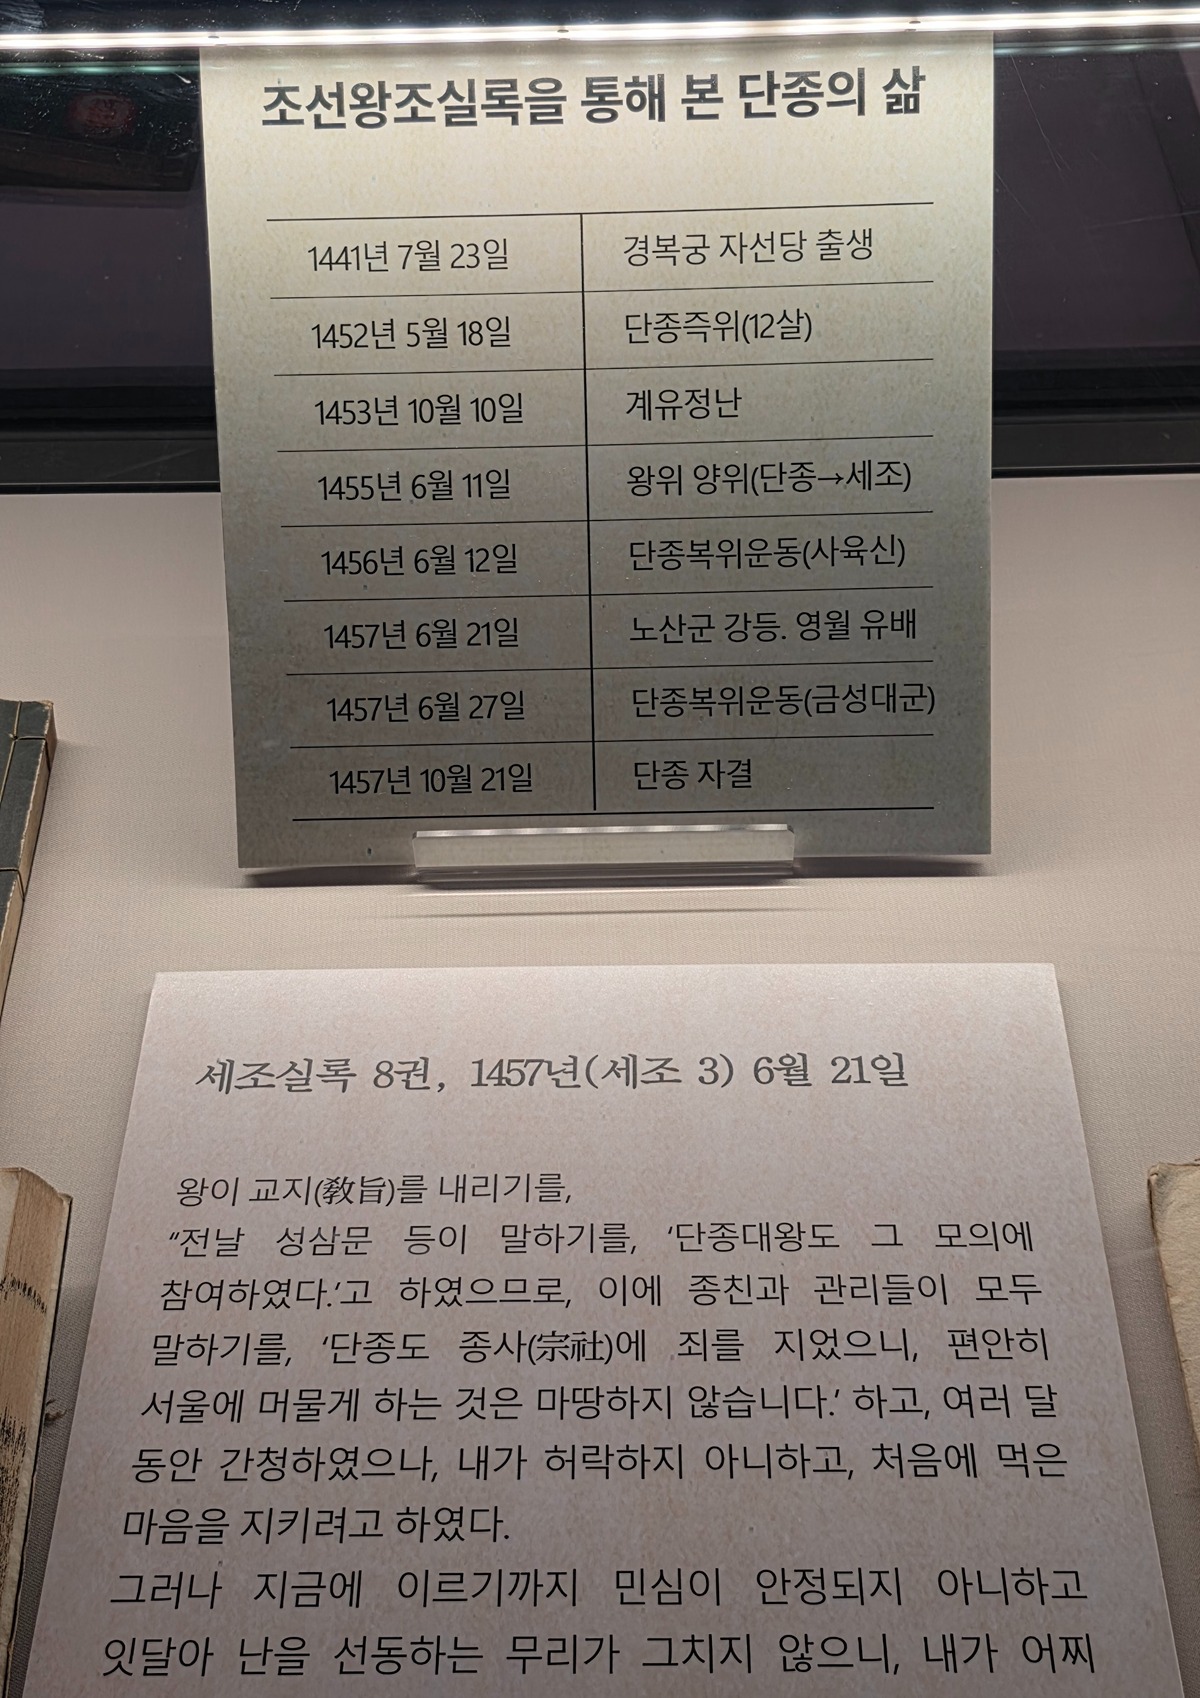 조선왕조실록을 통해 본 단종의 삶
1441년 7월 23일 경복궁 자선당 출생
1452년 5월 18일 단종즉위(12살)
1453년 10월 10일 계유정난
1455년 6월 11일 왕위 양위(단종→세조)
1456년 6월 12일 단종복위운동(사육신)
1457년 6월 21일 노산군 강등. 영월 유배
1457년 6월 27일 단종복위운동(금성대군)
1457년 10월 21일 단종 자결
세조실록 8권, 1457년(세조 3) 6월 21일
왕이 교지(敎旨)를 내리기를,
“전날 성삼문 등이 말하기를, ‘단종대왕도 그 모의에
참여하였다.’고 하였으므로, 이에 종친과 관리들이 모두
말하기를, ‘단종도 종사(宗社)에 죄를 지었으니, 편안히
서울에 머물게 하는 것은 마땅하지 않습니다.’ 하고, 여러 달
동안 간청하였으나, 내가 허락하지 아니하고, 처음에 먹은
마음을 지키려고 하였다.
그러나 지금에 이르기까지 민심이 안정되지 아니하고
잇달아 난을 선동하는 무리가 그치지 않으니, 내가 어찌